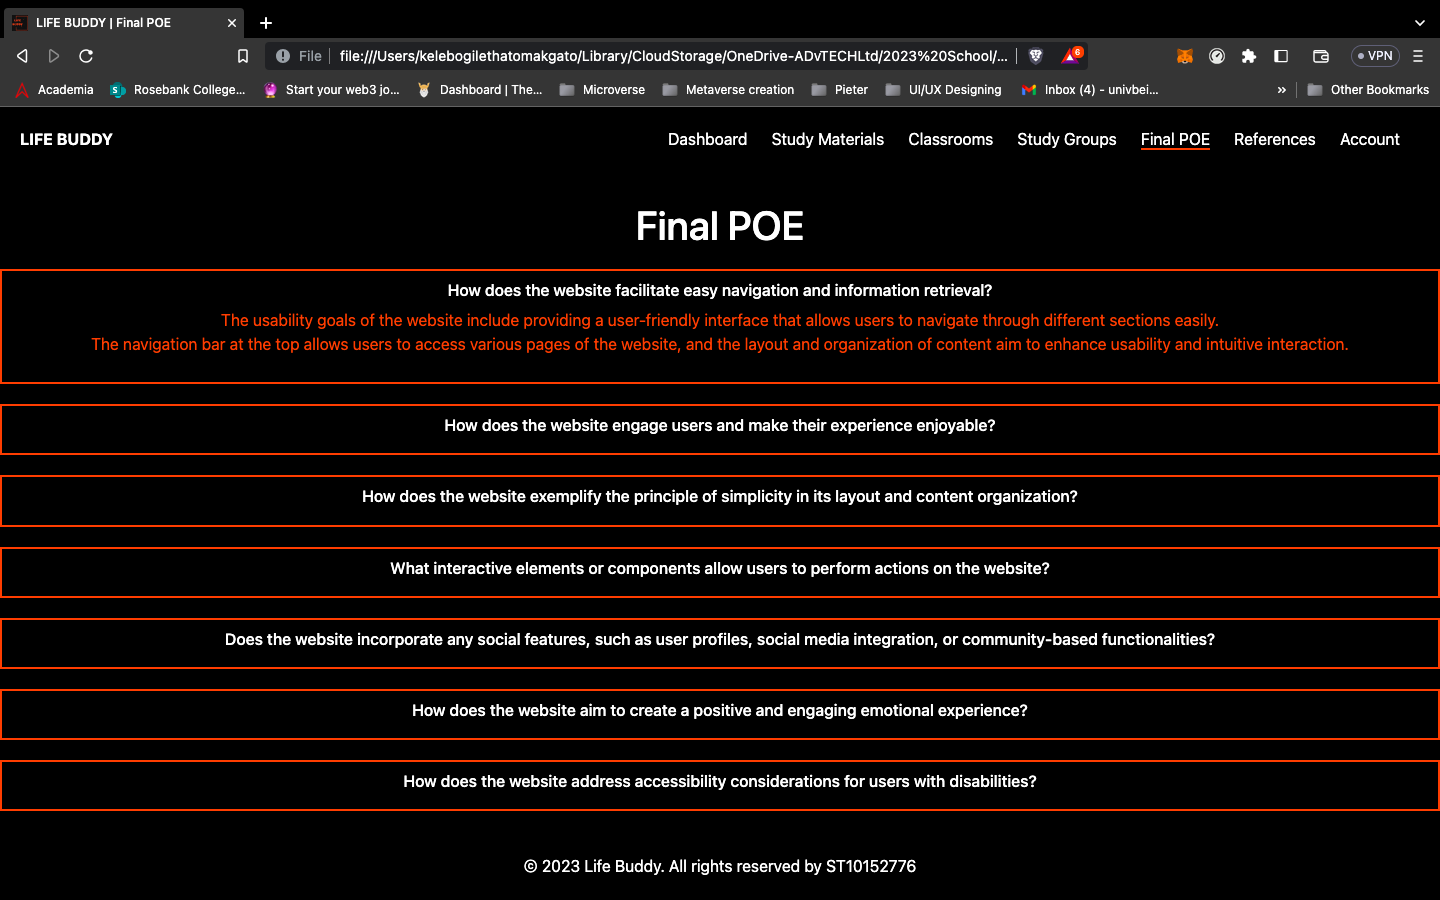 LIFE BUDDY | Final POE
File
file:///Users/kelebogilethatomakgato/Library/CloudStorage/OneDrive-ADvTECHLtd/2023%20School/...
6
VPN
Academia
Rosebank College...
Start your web3 jo...
Dashboard | The...
Microverse
Metaverse creation
Pieter
UI/UX Designing
Inbox (4) - univbei...
»
Other Bookmarks
LIFE BUDDY
Dashboard
Study Materials
Classrooms
Study Groups
Final POE
References
Account
Final POE
How does the website facilitate easy navigation and information retrieval?
The usability goals of the website include providing a user-friendly interface that allows users to navigate through different sections easily.
The navigation bar at the top allows users to access various pages of the website, and the layout and organization of content aim to enhance usability and intuitive interaction.
How does the website engage users and make their experience enjoyable?
How does the website exemplify the principle of simplicity in its layout and content organization?
What interactive elements or components allow users to perform actions on the website?
Does the website incorporate any social features, such as user profiles, social media integration, or community-based functionalities?
How does the website aim to create a positive and engaging emotional experience?
How does the website address accessibility considerations for users with disabilities?
© 2023 Life Buddy. All rights reserved by ST10152776